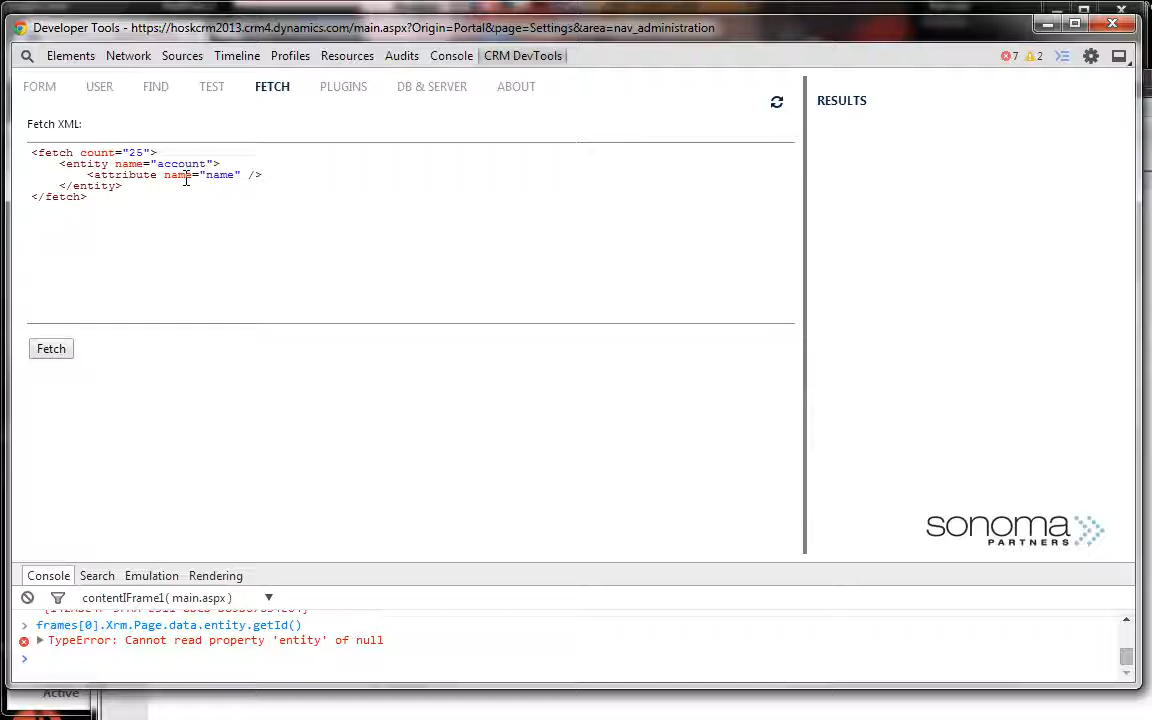 Developer Tools - https://hoskcrm2013.crm4.dynamics.com/main.aspx?Origin=Portal&page=Settings&area=nav_administration
Elements Network Sources Timeline Profiles Resources Audits Console CRM DevTools 7 2
FORM USER FIND TEST FETCH PLUGINS DB & SERVER ABOUT
RESULTS
Fetch XML:
<fetch count="25">
<entity name="account">
<attribute name="name" />
</entity>
</fetch>
Fetch
sonoma
PARTNERS
Console Search Emulation Rendering
contentIFrame1( main.aspx )
> frames[0].Xrm.Page.data.entity.getId()
TypeError: Cannot read property 'entity' of null
>
Active